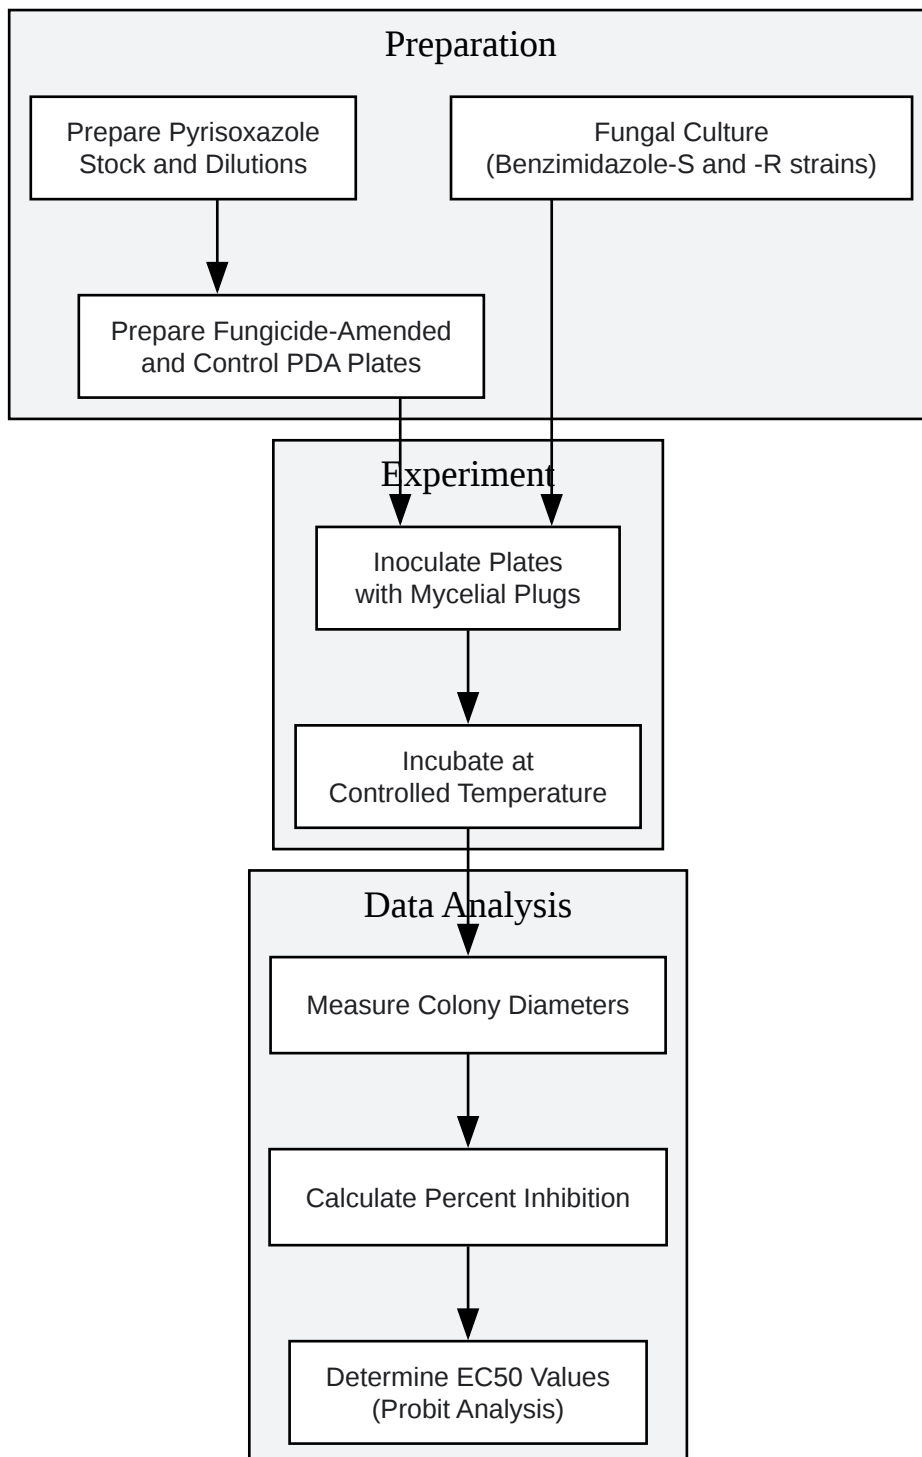 Preparation
Prepare Pyrisoxazole
Stock and Dilutions
Fungal Culture
(Benzimidazole-S and -R strains)
Prepare Fungicide-Amended
and Control PDA Plates
Experiment
Inoculate Plates
with Mycelial Plugs
Incubate at
Controlled Temperature
Data Analysis
Measure Colony Diameters
Calculate Percent Inhibition
Determine EC50 Values
(Probit Analysis)